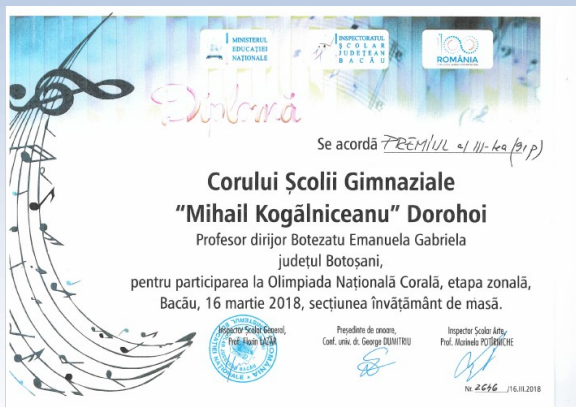 MINISTERUL
EDUCAȚIEI
NAȚIONALE
INSPECTORATUL
ȘCOLAR
JUDEȚEAN
BACĂU
100
ROMÂNIA
Diplomă
Se acordă PREMIUL al III-lea (91p)
Corului Școlii Gimnaziale
“Mihail Kogãlniceanu” Dorohoi
Profesor dirijor Botezatu Emanuela Gabriela
județul Botoșani,
pentru participarea la Olimpiada Națională Corală, etapa zonală,
Bacău, 16 martie 2018, secțiunea învățământ de masă.
Inspector Școlar General, Președinte de onoare, Inspector Școlar Arte,
Prof. Florin LAZĂR Conf. univ. dr. George DUMITRIU Prof. Marinela POTÎRNICHE
Nr. 2646 /16.III.2018